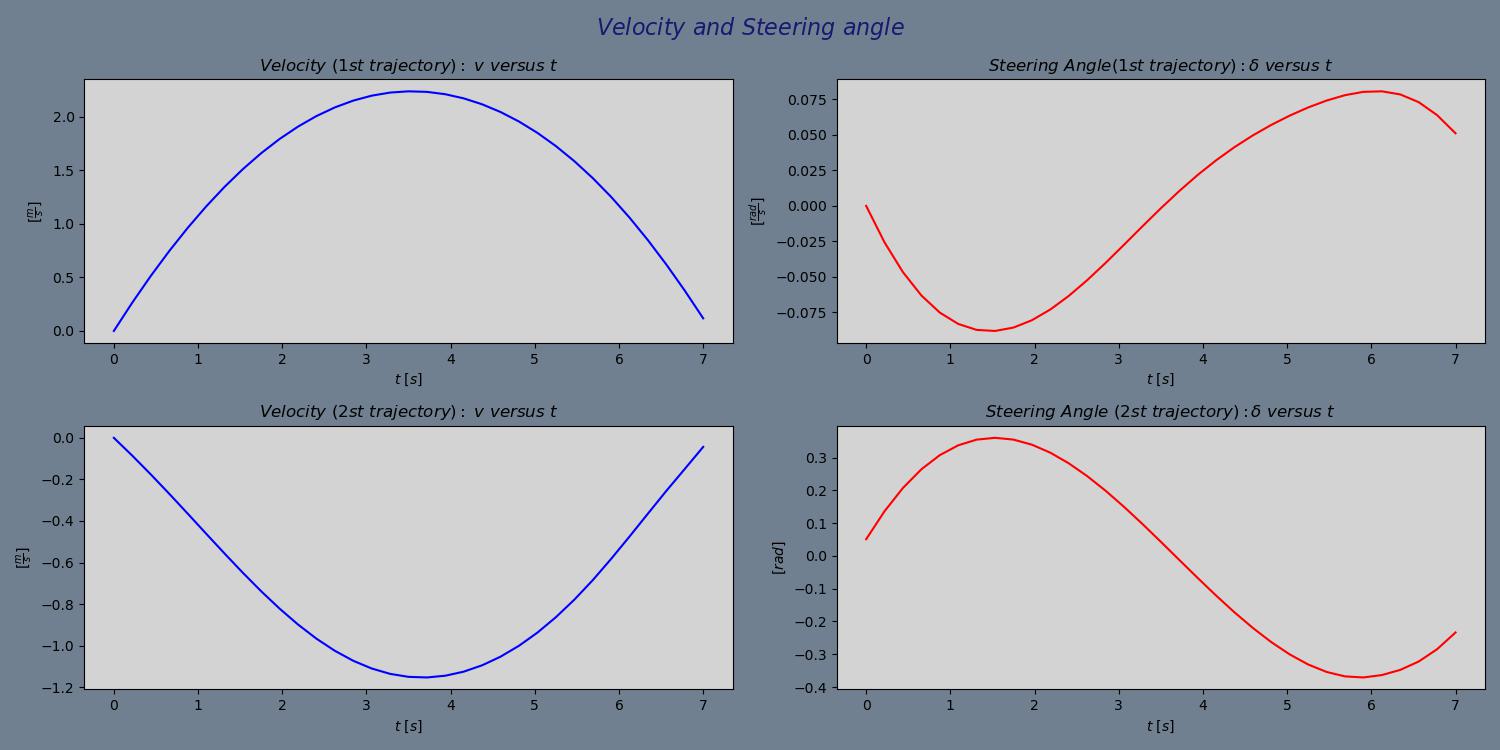 Velocity and Steering angle
Velocity (1st trajectory): v versus t
2.0
1.5
1.0
0.5
0.0
[m/s]
0 1 2 3 4 5 6 7
t [s]
Steering Angle(1st trajectory):δ versus t
0.075
0.050
0.025
0.000
−0.025
−0.050
−0.075
[rad/s]
0 1 2 3 4 5 6 7
t [s]
Velocity (2st trajectory): v versus t
0.0
−0.2
−0.4
−0.6
−0.8
−1.0
−1.2
[m/s]
0 1 2 3 4 5 6 7
t [s]
Steering Angle (2st trajectory):δ versus t
0.3
0.2
0.1
0.0
−0.1
−0.2
−0.3
−0.4
[rad]
0 1 2 3 4 5 6 7
t [s]